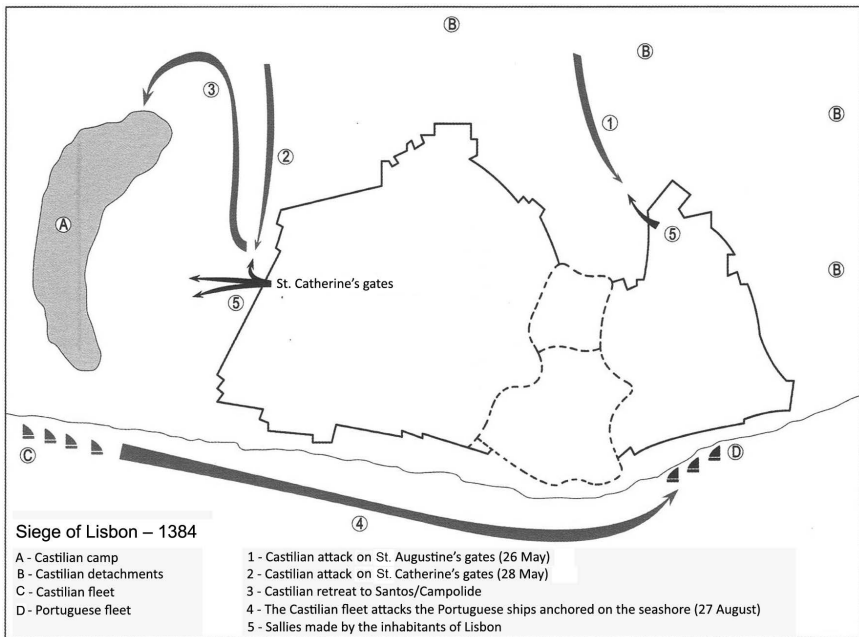 B
B
3
1
B
2
A
5
B
St. Catherine's gates
5
C
D
4
Siege of Lisbon – 1384
A - Castilian camp
B - Castilian detachments
C - Castilian fleet
D - Portuguese fleet
1 - Castilian attack on St. Augustine's gates (26 May)
2 - Castilian attack on St. Catherine's gates (28 May)
3 - Castilian retreat to Santos/Campolide
4 - The Castilian fleet attacks the Portuguese ships anchored on the seashore (27 August)
5 - Sallies made by the inhabitants of Lisbon